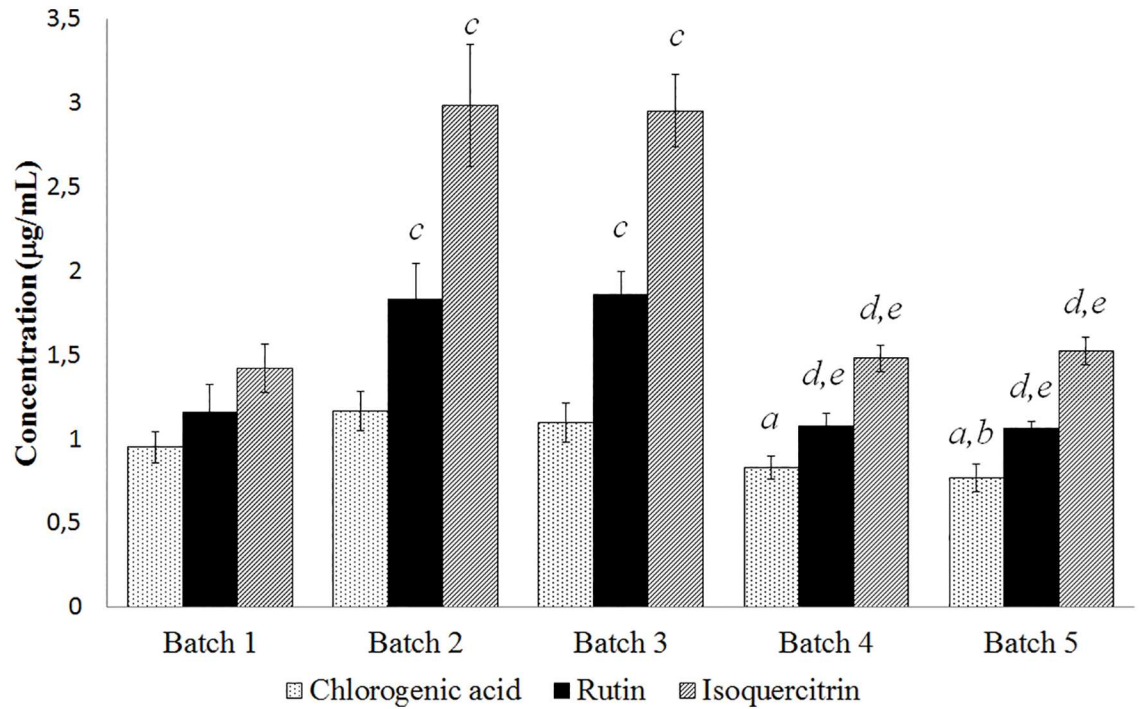 3,5
3
2,5
2
1,5
1
0,5
0
Concentration (µg/mL)
c
c
c
c
a
d,e
d,e
a,b
d,e
d,e
Batch 1
Batch 2
Batch 3
Batch 4
Batch 5
Chlorogenic acid Rutin Isoquercitrin